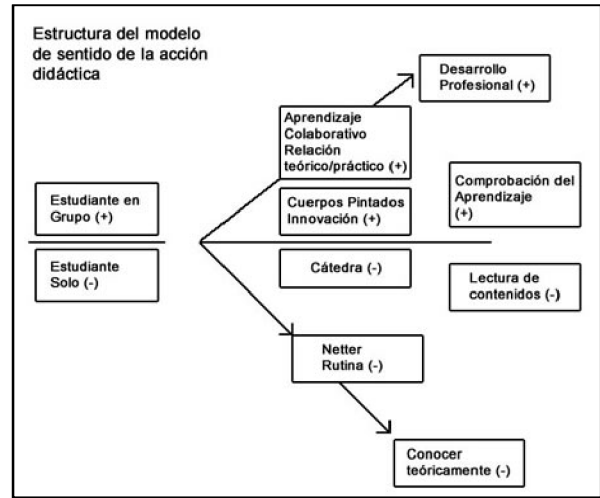 Estructura del modelo
de sentido de la acción
didáctica
Desarrollo
Profesional (+)
Aprendizaje
Colaborativo
Relación
teórico/práctico (+)
Comprobación del
Aprendizaje
(+)
Estudiante en
Grupo (+)
Cuerpos Pintados
Innovación (+)
Estudiante
Solo (-)
Cátedra (-)
Lectura de
contenidos (-)
Netter
Rutina (-)
Conocer
teóricamente (-)